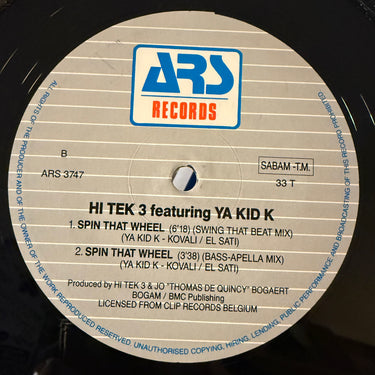 ARS
RECORDS
B
ARS 3747
SABAM -T.M.
33 T
HI TEK 3 featuring YA KID K
1. SPIN THAT WHEEL (6'18) (SWING THAT BEAT MIX)
(YA KID K - KOVALI / EL SATI)
2. SPIN THAT WHEEL (3'38) (BASS-APELLA MIX)
(YA KID K - KOVALI / EL SATI)
Produced by HI TEK 3 & JO "THOMAS DE QUINCY" BOGAERT
BOGAM / BMC Publishing
LICENSED FROM CLIP RECORDS BELGIUM
ALL RIGHTS OF THE PRODUCER AND OF THE OWNER OF THE WORK REPRODUCED RESERVED. UNAUTHORISED COPYING, HIRING, LENDING, PUBLIC PERFORMANCE AND BROADCASTING OF THIS RECORD PROHIBITED.